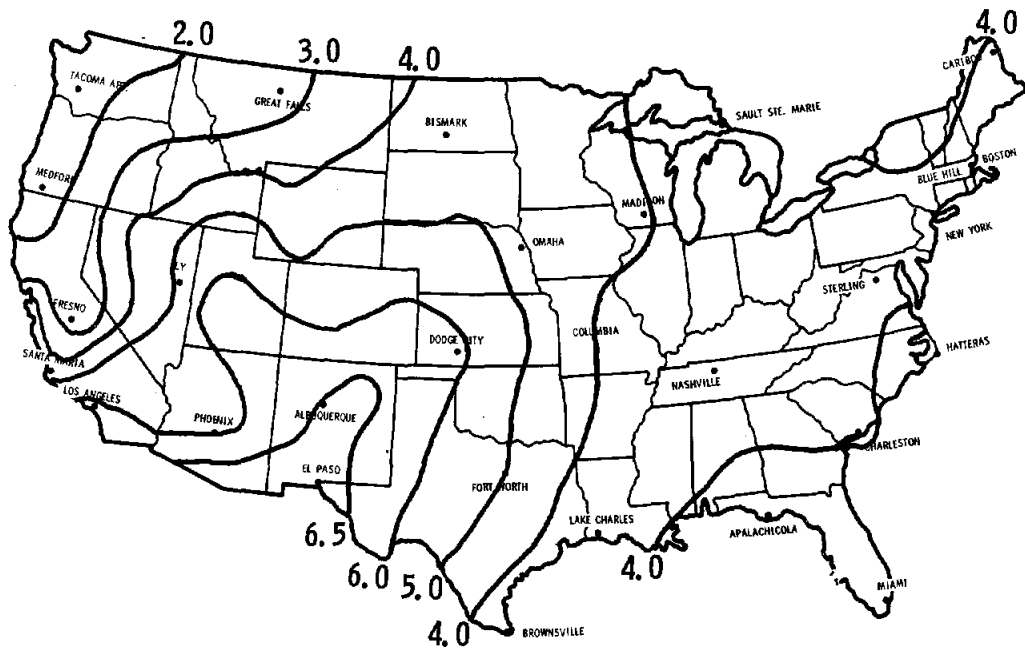 2.0
3.0
4.0
4.0
CARIBO
TACOMA
GREAT FALLS
BISMARK
SAULT STE. MARIE
MEDFORD
BLUE HILL
BOSTON
MADISON
NEW YORK
OMAHA
LY
STERLING
FRESNO
COLUMBIA
DODGE CITY
HATTERAS
SANTA MARIA
NASHVILLE
LOS ANGELES
PHOENIX
ALBUQUERQUE
CHARLESTON
EL PASO
FORT WORTH
LAKE CHARLES
APALACHICOLA
6.5
6.0
5.0
4.0
4.0
MIAMI
BROWNSVILLE